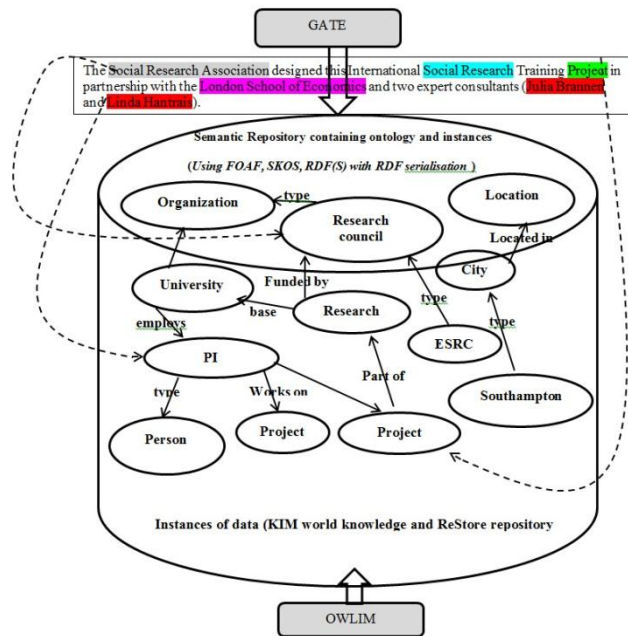 GATE
The Social Research Association designed this International Social Research Training Project in
partnership with the London School of Economics and two expert consultants (Julia Brannen
and Linda Hantrais).
Semantic Repository containing ontology and instances
(Using FOAF, SKOS, RDF(S) with RDF serialisation )
Organization
type
Location
Research
council
Located in
City
University
Funded by
base
Research
type
employs
ESRC
type
PI
Part of
Southampton
type
Works on
Person
Project
Project
Instances of data (KIM world knowledge and ReStore repository
OWLIM